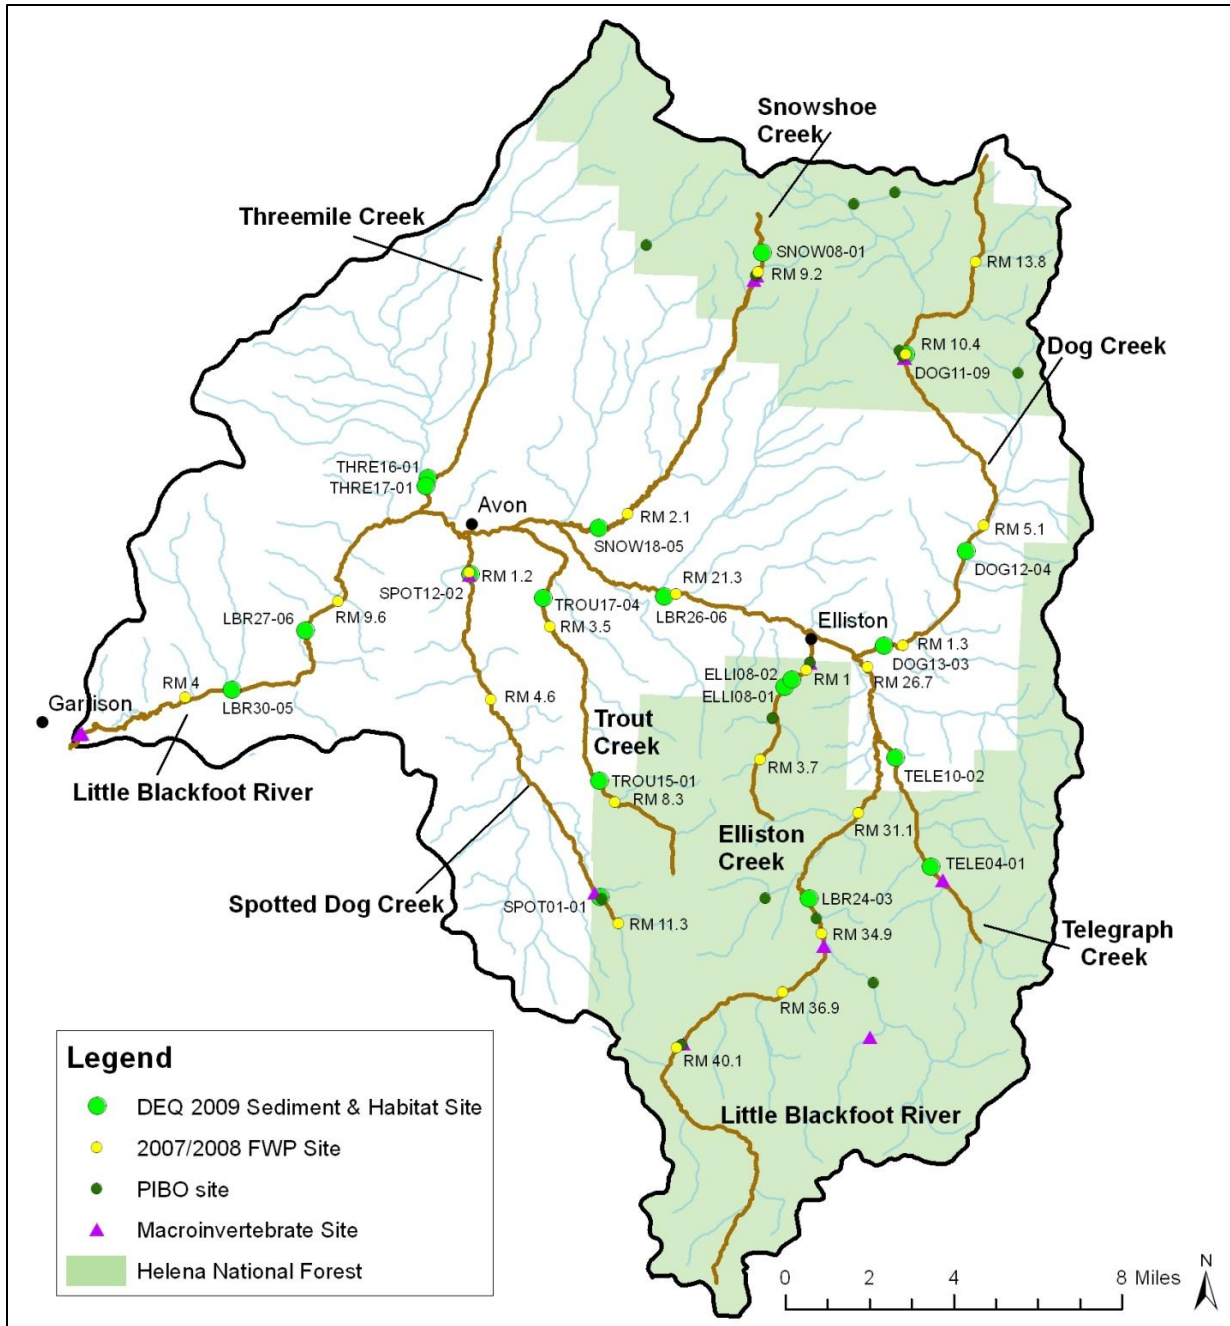 Snowshoe
Creek
Threemile Creek
SNOW08-01
RM 9.2
RM 13.8
RM 10.4
DOG11-09
Dog Creek
THRE16-01
THRE17-01
Avon
RM 2.1
SNOW18-05
RM 5.1
DOG12-04
SPOT12-02
RM 1.2
TROU17-04
RM 3.5
RM 21.3
LBR26-06
Elliston
RM 1.3
DOG13-03
RM 26.7
LBR27-06
RM 9.6
ELLI08-02
ELLI08-01
RM 1
RM 4
LBR30-05
Garrison
RM 4.6
Trout
Creek
RM 3.7
TELE10-02
Little Blackfoot River
TROU15-01
RM 8.3
Elliston
Creek
RM 31.1
TELE04-01
Spotted Dog Creek
SPOT01-01
RM 11.3
LBR24-03
RM 34.9
Telegraph
Creek
RM 36.9
RM 40.1
Little Blackfoot River
Legend
DEQ 2009 Sediment & Habitat Site
2007/2008 FWP Site
PIBO site
Macroinvertebrate Site
Helena National Forest
0 2 4 8 Miles
N